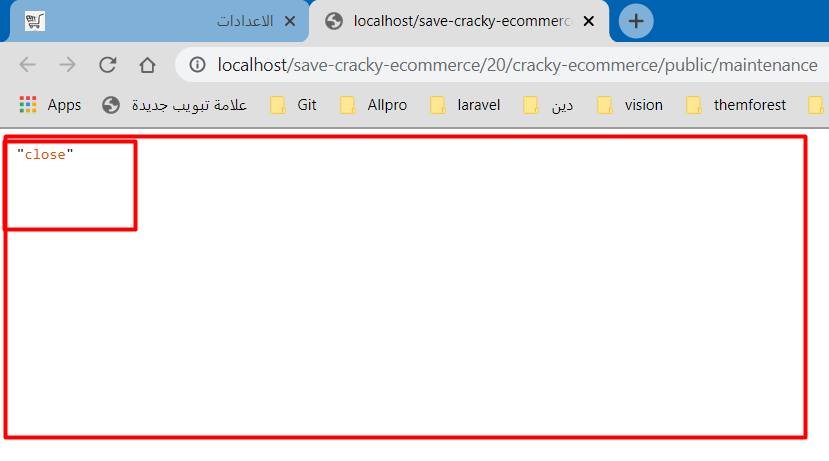 الاعدادات
localhost/save-cracky-ecommerce
localhost/save-cracky-ecommerce/20/cracky-ecommerce/public/maintenance
Apps علامة تبويب جديدة Git Allpro laravel دين vision themforest
"close"